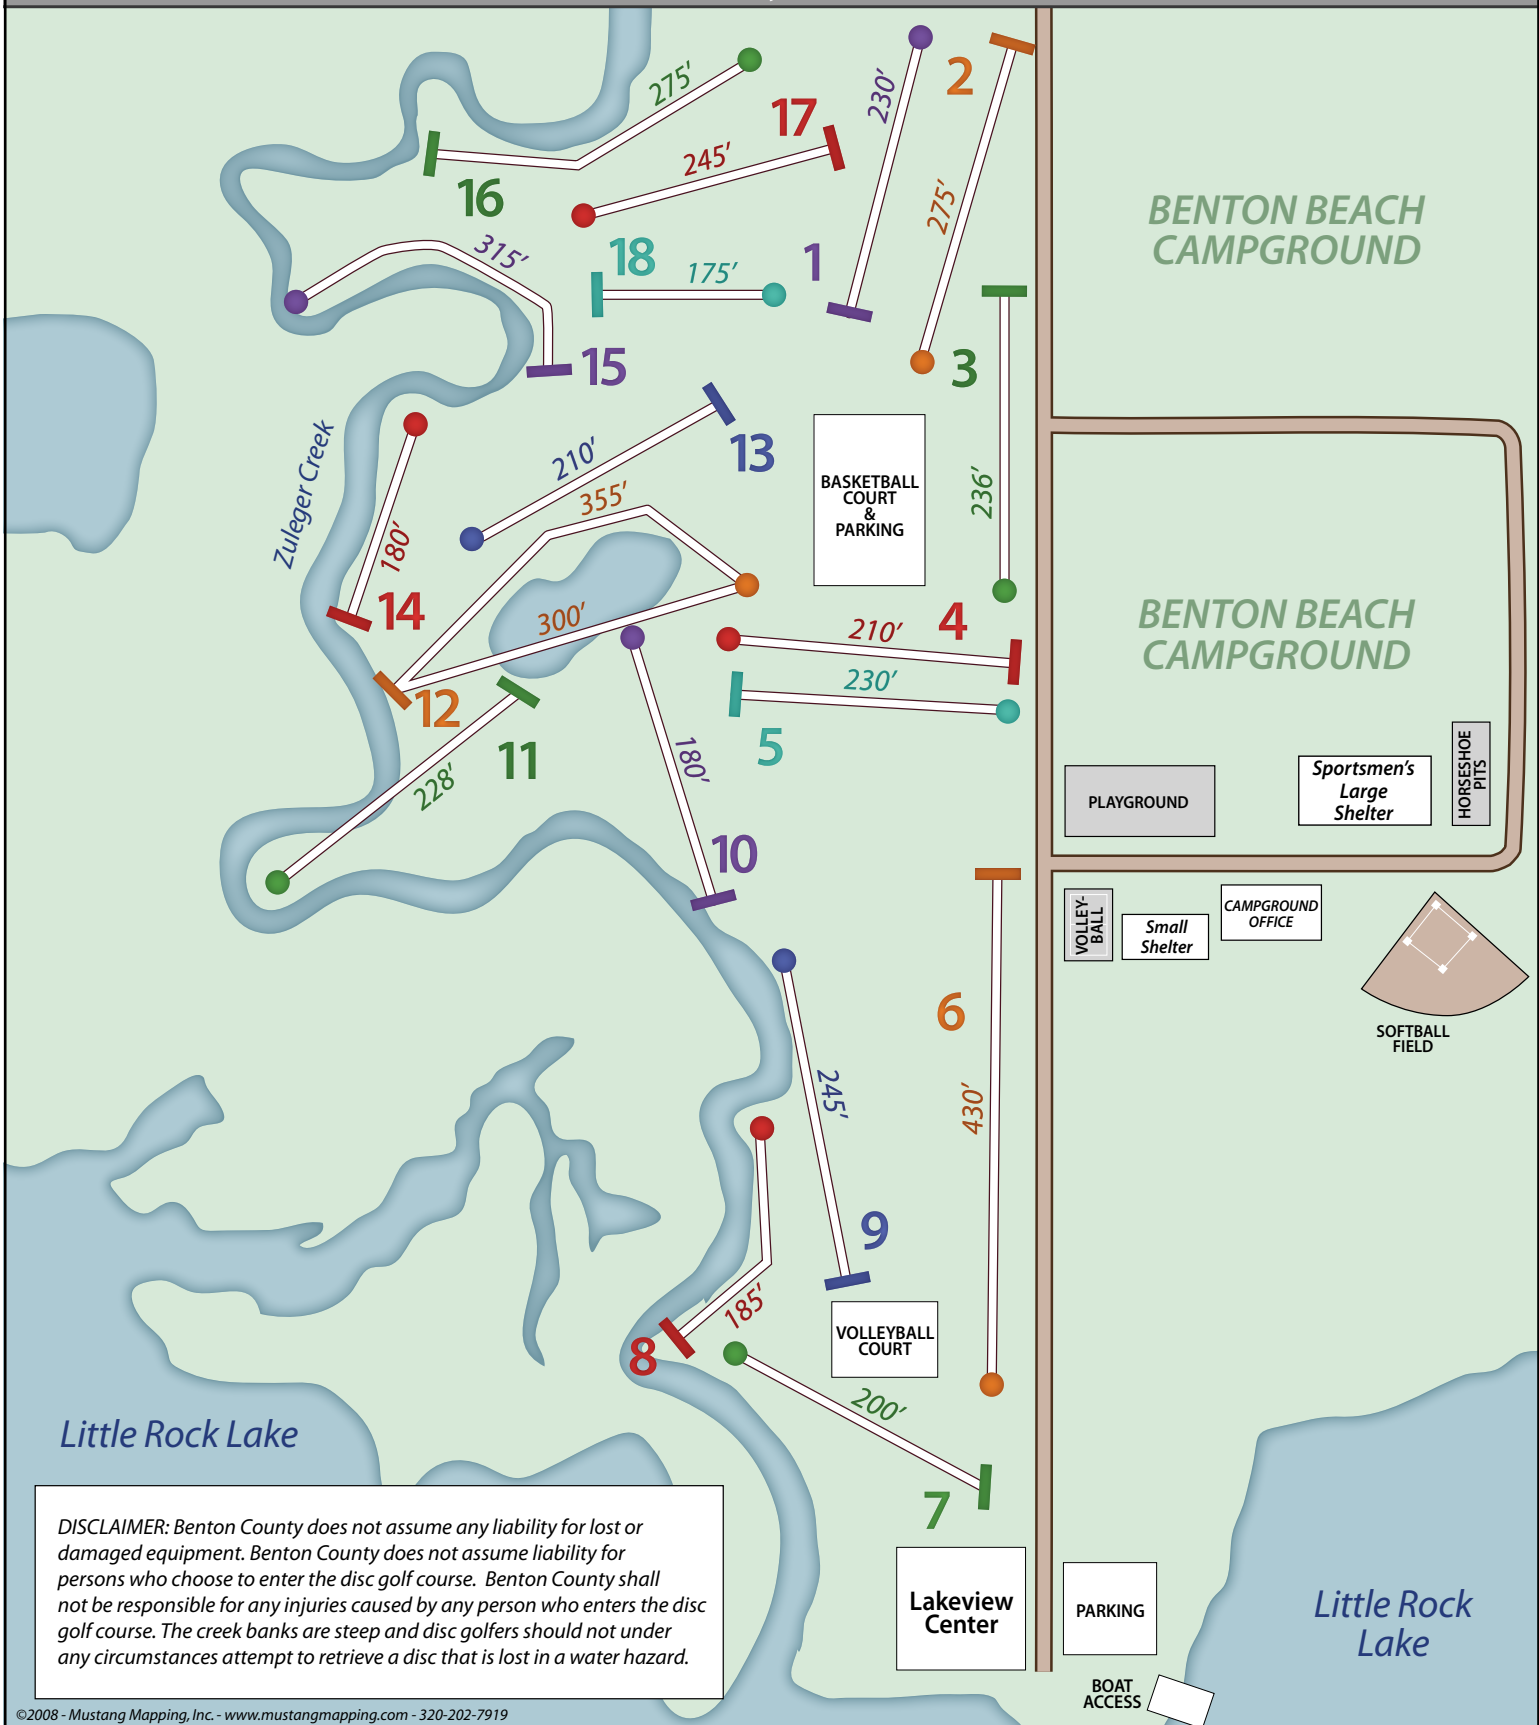 275'
17
230'
2
245'
275'
16
315'
18
175'
1
BENTON BEACH
CAMPGROUND
15
3
13
210'
355'
Zuleger Creek
180'
BASKETBALL
COURT
&
PARKING
236'
14
300'
210'
4
BENTON BEACH
CAMPGROUND
12
230'
5
11
228'
180'
10
PLAYGROUND
Sportsmen's
Large
Shelter
HORSESHOE
PITS
VOLLEY-
BALL
Small
Shelter
CAMPGROUND
OFFICE
SOFTBALL
FIELD
6
430'
245'
9
185'
8
VOLLEYBALL
COURT
200'
7
Little Rock Lake
DISCLAIMER: Benton County does not assume any liability for lost or
damaged equipment. Benton County does not assume liability for
persons who choose to enter the disc golf course. Benton County shall
not be responsible for any injuries caused by any person who enters the disc
golf course. The creek banks are steep and disc golfers should not under
any circumstances attempt to retrieve a disc that is lost in a water hazard.
Lakeview
Center
PARKING
Little Rock
Lake
BOAT
ACCESS
©2008 - Mustang Mapping, Inc. - www.mustangmapping.com - 320-202-7919